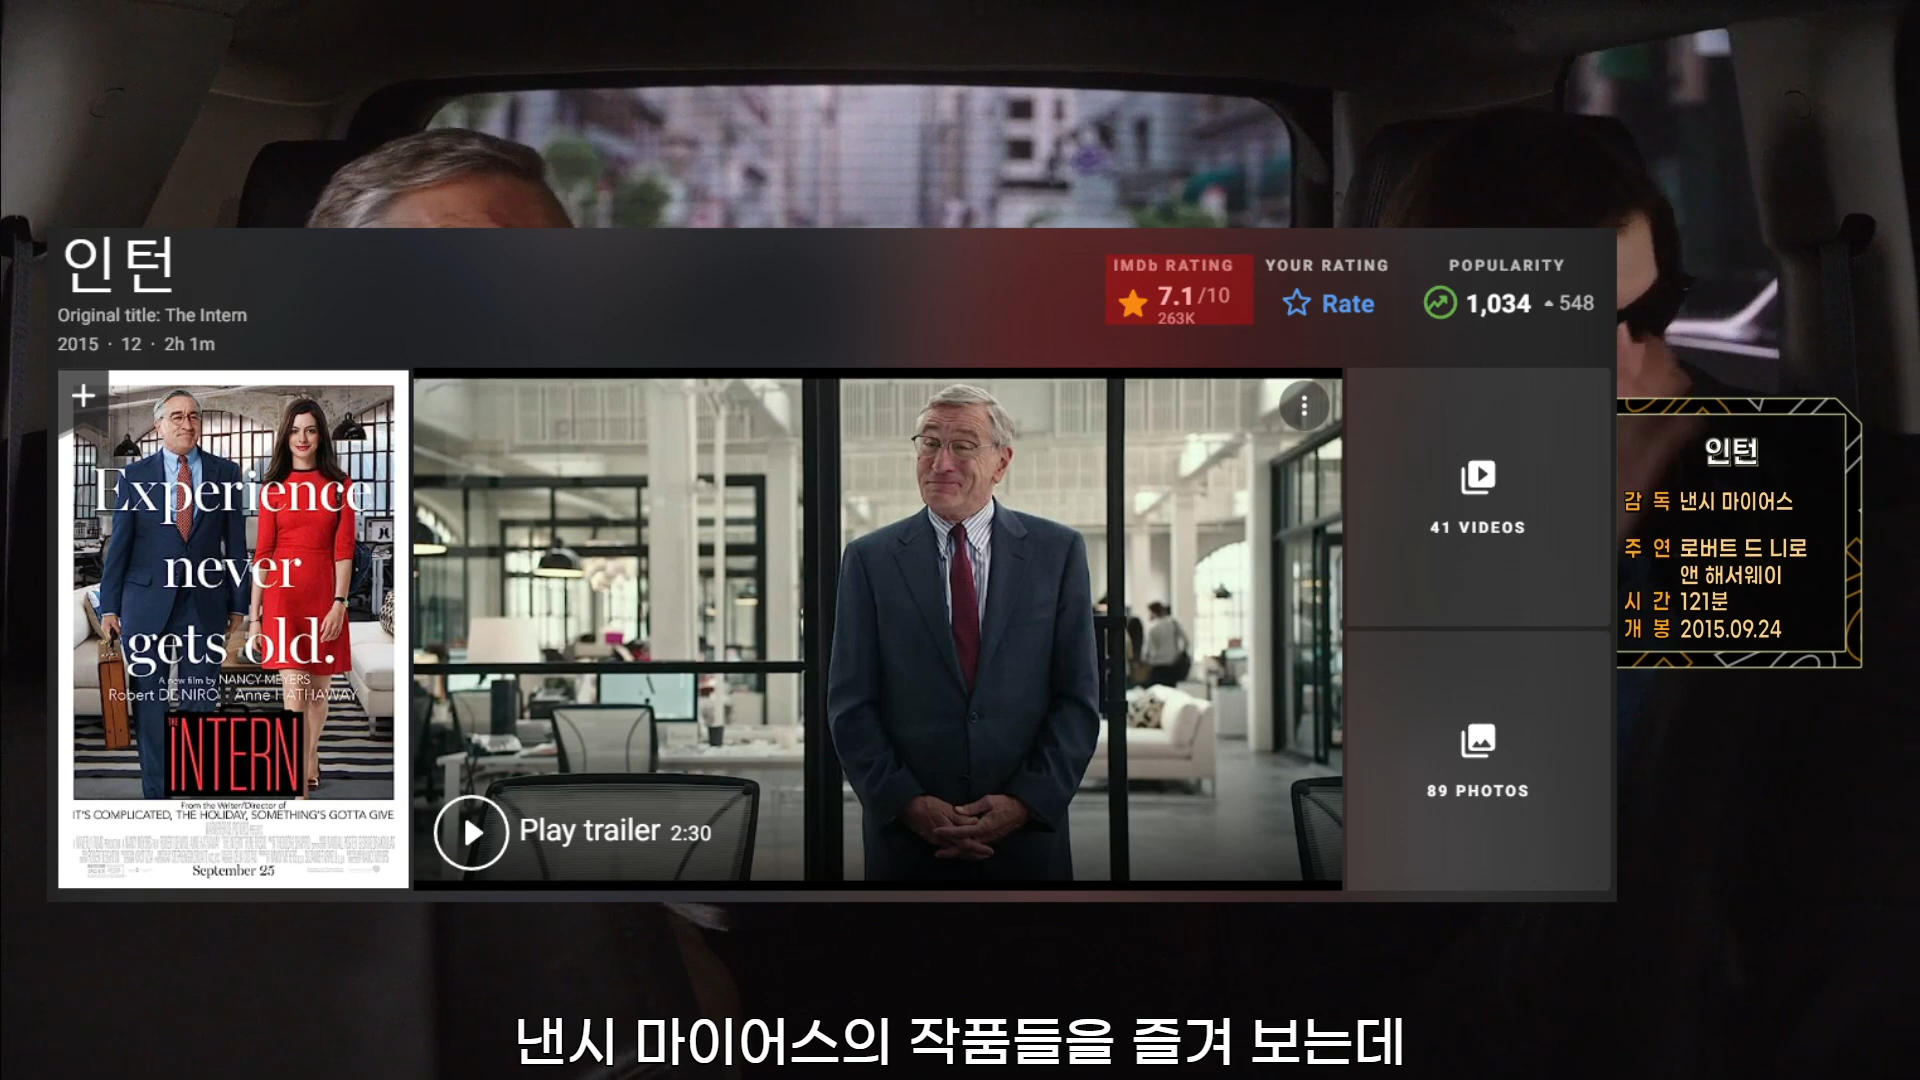 인턴
Original title: The Intern
2015 · 12 · 2h 1m
IMDb RATING
7.1/10
263K
YOUR RATING
Rate
POPULARITY
1,034 548
Experience
never
gets old.
A new film by NANCY MEYERS
Robert DE NIRO Anne HATHAWAY
THE
INTERN
From the Writer/Director of
IT'S COMPLICATED, THE HOLIDAY, SOMETHING'S GOTTA GIVE
September 25
Play trailer 2:30
41 VIDEOS
89 PHOTOS
인턴
감 독 낸시 마이어스
주 연 로버트 드 니로
앤 해서웨이
시 간 121분
개 봉 2015.09.24
낸시 마이어스의 작품들을 즐겨 보는데